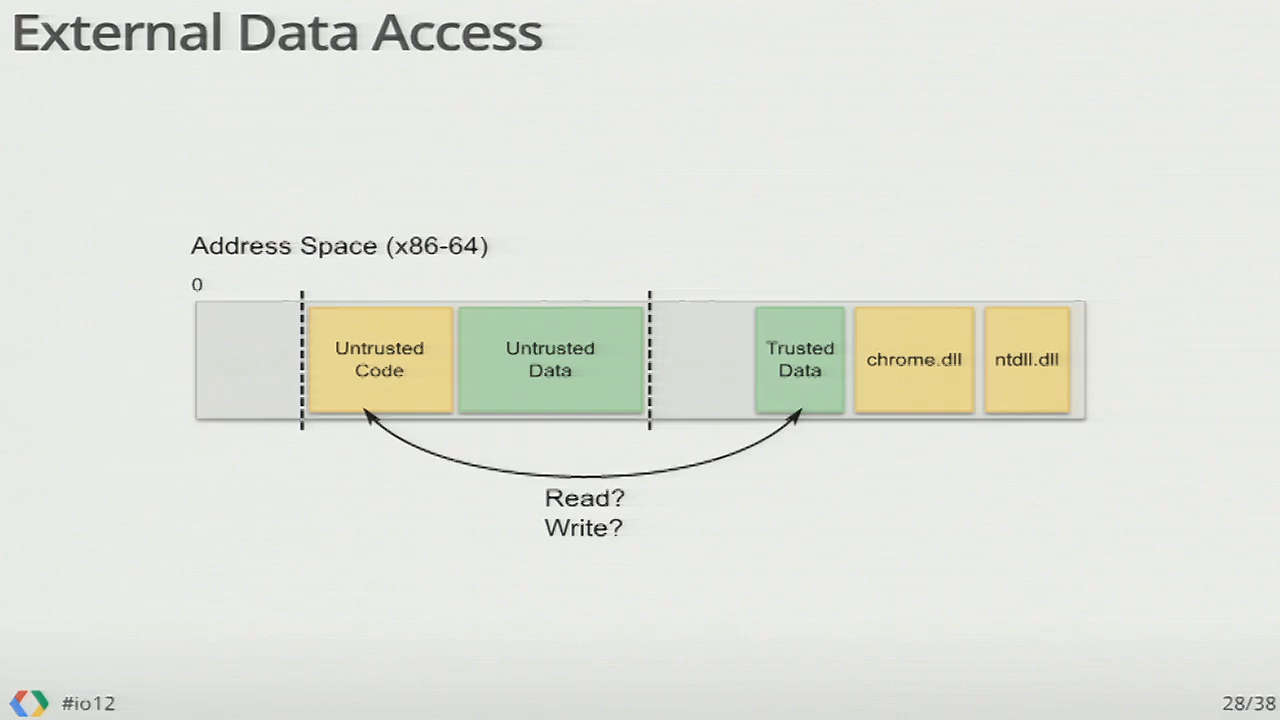 External Data Access
Address Space (x86-64)
0
Untrusted
Code
Untrusted
Data
Trusted
Data
chrome.dll
ntdll.dll
Read?
Write?
#io12
28/38